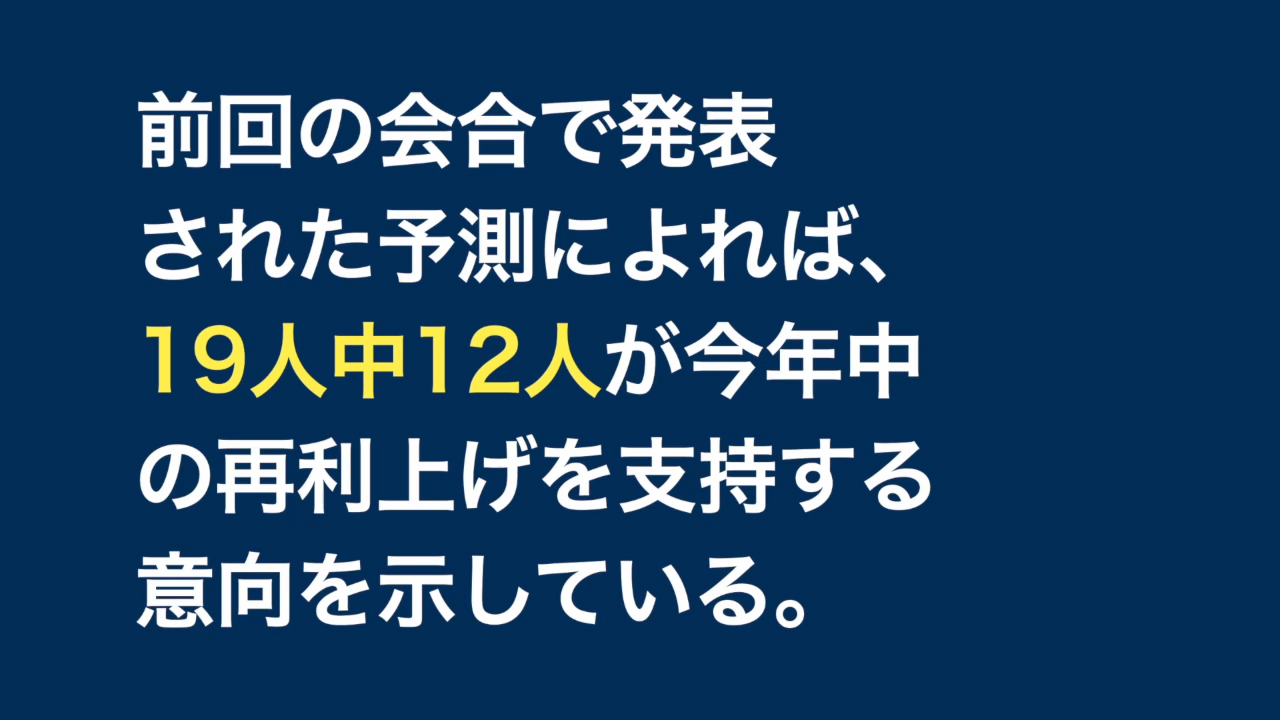 前回の会合で発表
された予測によれば、
19人中12人が今年中
の再利上げを支持する
意向を示している。